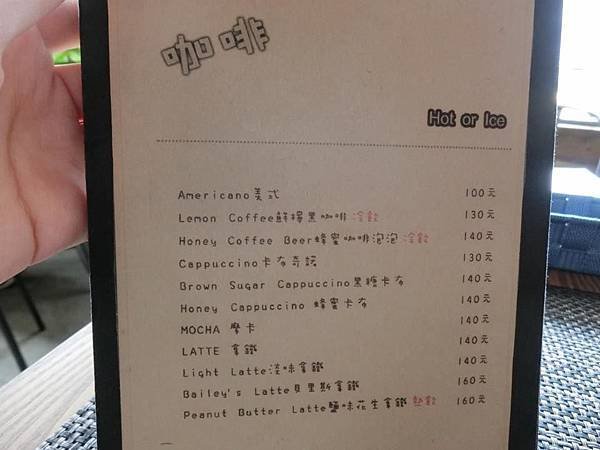 咖啡
Hot or Ice
Americano美式 100元
Lemon Coffee鮮檸黑咖啡 冷飲 130元
Honey Coffee Beer蜂蜜咖啡泡泡 冷飲 140元
Cappuccino卡布奇諾 130元
Brown Sugar Cappuccino黑糖卡布 140元
Honey Cappuccino 蜂蜜卡布 140元
MOCHA 摩卡 140元
LATTE 拿鐵 140元
Light Latte淡味拿鐵 140元
Bailey's Latte貝里斯拿鐵 160元
Peanut Butter Latte鹽味花生拿鐵 熱飲 160元